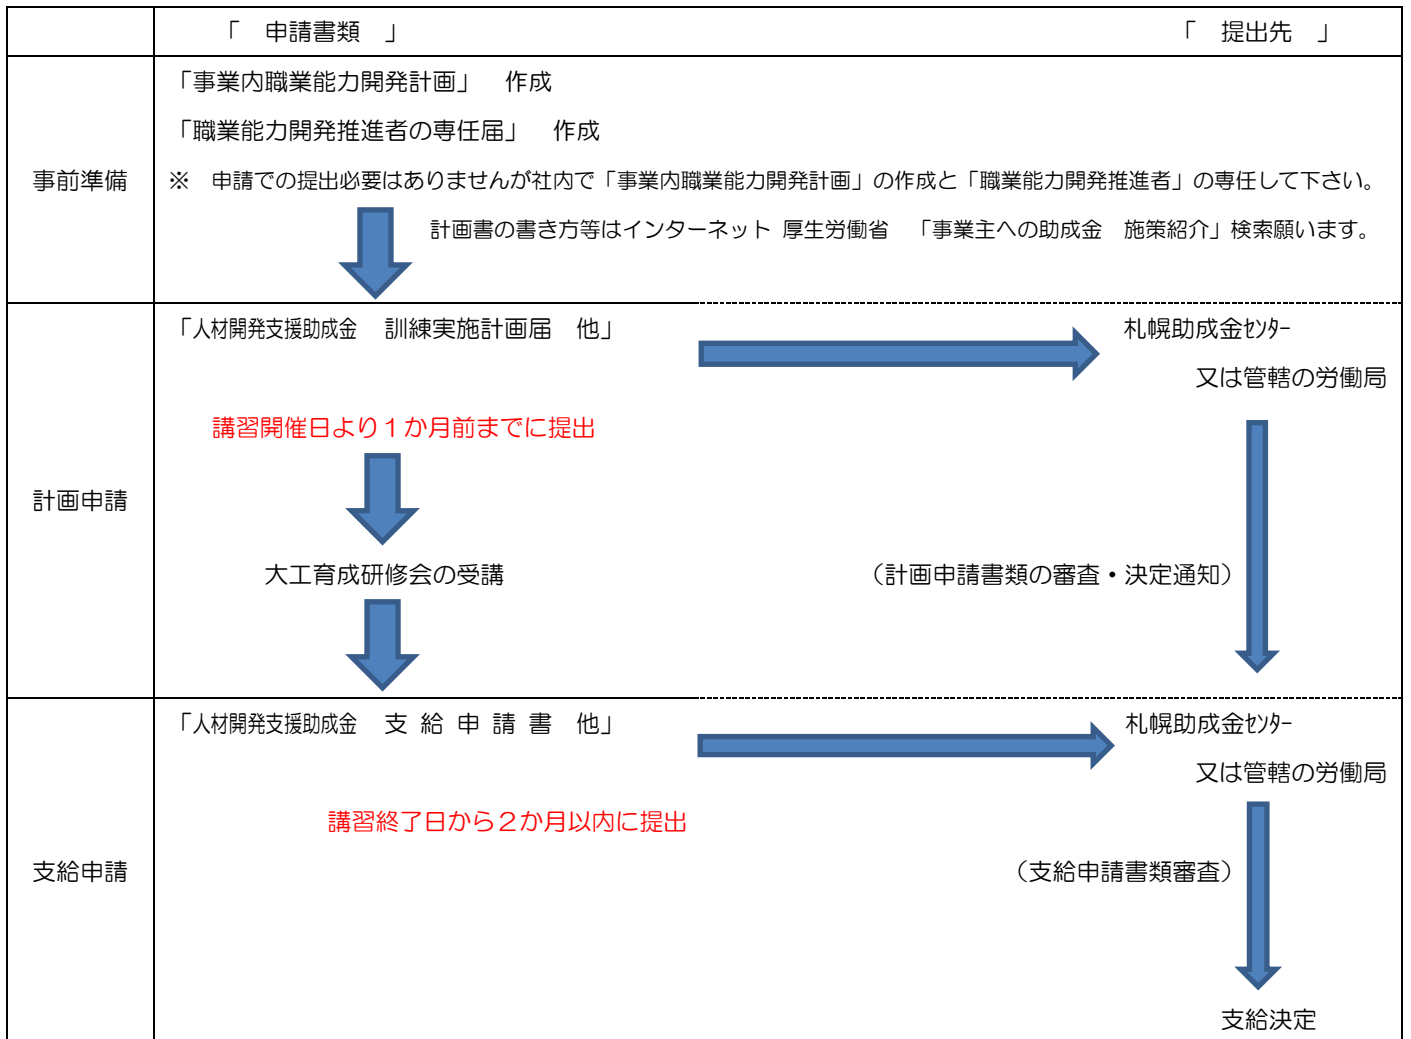 「　申請書類　」　「　提出先　」
「事業内職業能力開発計画」　作成
「職業能力開発推進者の専任届」　作成
事前準備
※　申請での提出必要はありませんが社内で「事業内職業能力開発計画」の作成と「職業能力開発推進者」の専任して下さい。
計画書の書き方等はインターネット 厚生労働省　「事業主への助成金　施策紹介」検索願います。
「人材開発支援助成金　訓練実施計画届　他」　札幌助成金ｾﾝﾀｰ
又は管轄の労働局
講習開催日より１か月前までに提出
計画申請
大工育成研修会の受講　（計画申請書類の審査・決定通知）
「人材開発支援助成金　支 給 申 請 書　他」　札幌助成金ｾﾝﾀｰ
又は管轄の労働局
講習終了日から２か月以内に提出
支給申請　（支給申請書類審査）
支給決定